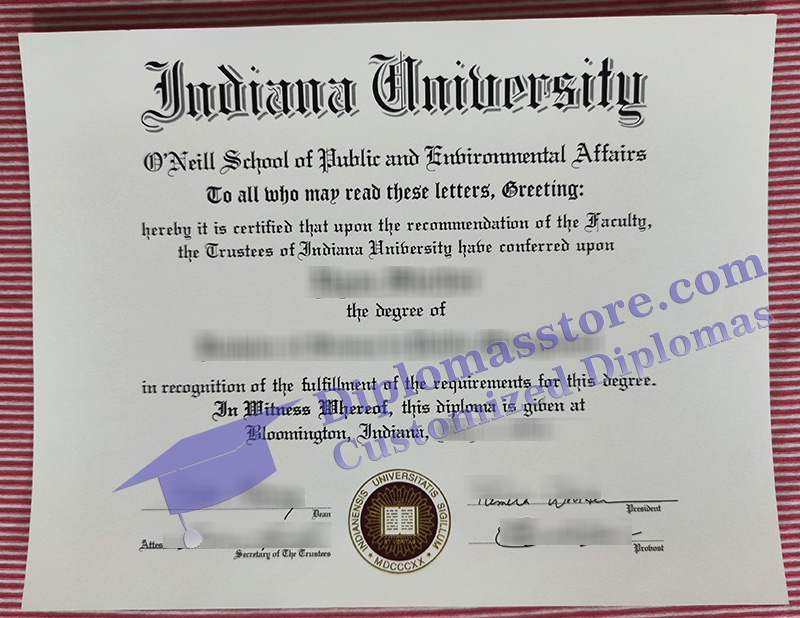 Indiana University
O'Neill School of Public and Environmental Affairs
To all who may read these letters, Greeting:
hereby it is certified that upon the recommendation of the Faculty,
the Trustees of Indiana University have conferred upon
the degree of
in recognition of the fulfillment of the requirements for this degree.
In Witness Whereof, this diploma is given at
Bloomington, Indiana,
Diplomasstore.com
Customized Diplomas
Dean
President
Attes
Secretary of The Trustees
Provost
INDIANENSIS UNIVERSITATIS SIGILLUM
MDCCCXX